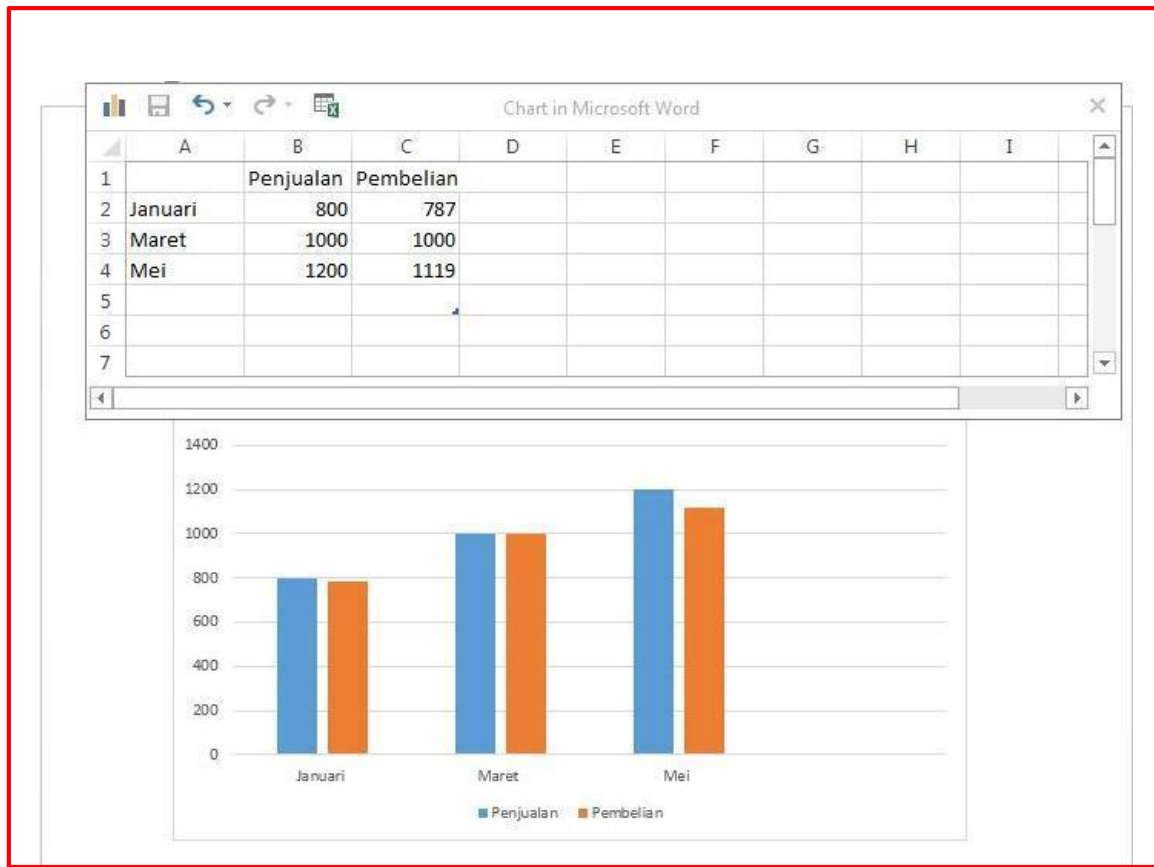 Chart in Microsoft Word
A B C D E F G H I
1 Penjualan Pembelian
2 Januari 800 787
3 Maret 1000 1000
4 Mei 1200 1119
5
6
7
1400
1200
1000
800
600
400
200
0
Januari Maret Mei
Penjualan Pembelian